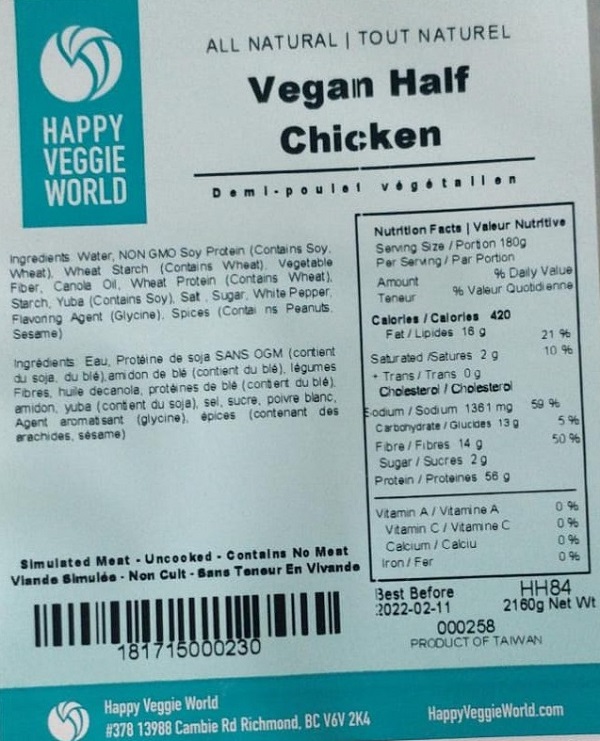 ALL NATURAL | TOUT NATUREL
HAPPY
VEGGIE
WORLD
Vegan Half
Chicken
Demi-poulet végétalien
Ingredients: Water, NON GMO Soy Protein (Contains Soy,
Wheat), Wheat Starch (Contains Wheat), Vegetable
Fiber, Canola Oil, Wheat Protein (Contains Wheat),
Starch, Yuba (Contains Soy), Salt, Sugar, White Pepper,
Flavoring Agent (Glycine), Spices (Contains Peanuts,
Sesame)
Ingrédients: Eau, Protéine de soja SANS OGM (contient
du soja, du blé), amidon de blé (contient du blé), légumes
Fibres, huile decanola, protéines de blé (contient du blé),
amidon, yuba (contient du soja), sel, sucre, poivre blanc,
Agent aromatisant (glycine), épices (contenant des
arachides, sésame)
Nutrition Facts | Valeur Nutritive
Serving Size / Portion 180g
Per Serving / Par Portion
Amount % Daily Value
Teneur % Valeur Quotidienne
Calories / Calories 420
Fat / Lipides 16 g 21 %
Saturated /Satures 2 g 10 %
+ Trans / Trans 0 g
Cholesterol / Cholesterol
Sodium / Sodium 1361 mg 59 %
Carbohydrate / Glucides 13 g 5 %
Fibre / Fibres 14 g 50 %
Sugar / Sucres 2 g
Protein / Proteines 56 g
Vitamin A / Vitamine A 0 %
Vitamin C / Vitamine C 0 %
Calcium / Calciu 0 %
Iron / Fer 0 %
Simulated Meat - Uncooked - Contains No Meat
Viande Simulée - Non Cuit - Sans Teneur En Viande
181715000230
Best Before HH84
2022-02-11 2160g Net Wt
000258
PRODUCT OF TAIWAN
Happy Veggie World
#378 13988 Cambie Rd Richmond, BC V6V 2K4
HappyVeggieWorld.com